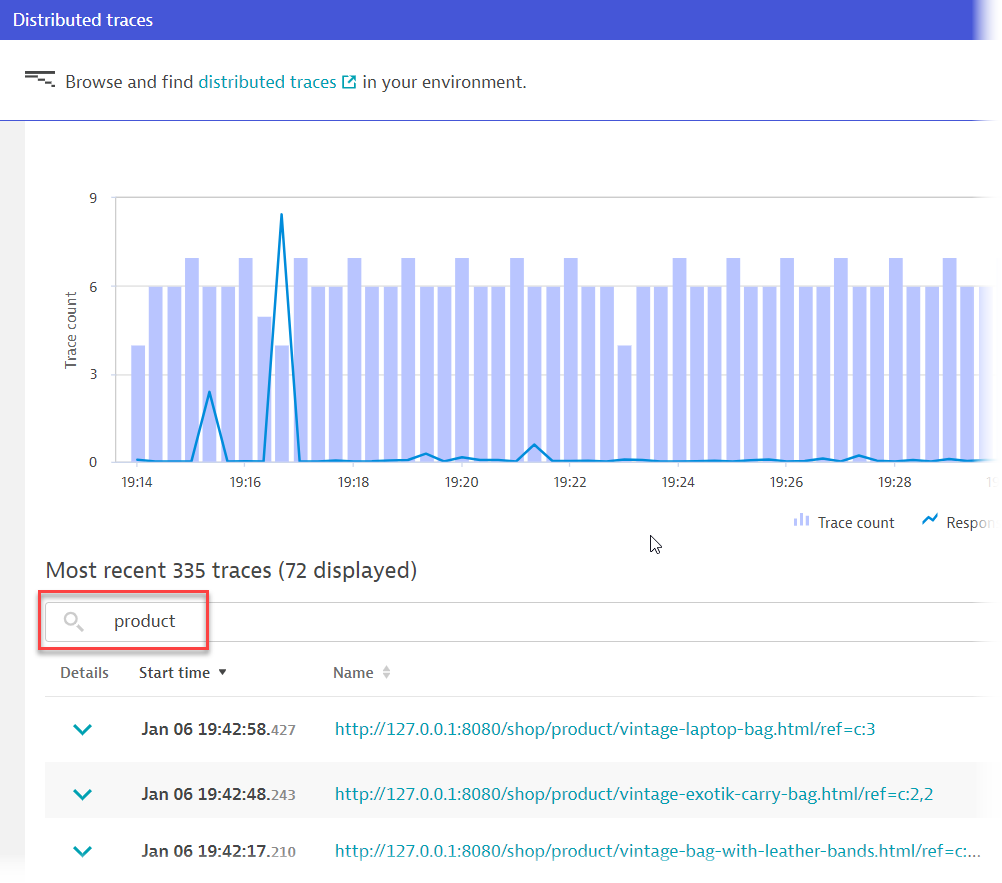 Distributed traces
Browse and find distributed traces in your environment.
9
6
3
0
Trace count
19:14 19:16 19:18 19:20 19:22 19:24 19:26 19:28
Trace count Respon
Most recent 335 traces (72 displayed)
product
Details Start time Name
Jan 06 19:42:58.427 http://127.0.0.1:8080/shop/product/vintage-laptop-bag.html/ref=c:3
Jan 06 19:42:48.243 http://127.0.0.1:8080/shop/product/vintage-exotik-carry-bag.html/ref=c:2,2
Jan 06 19:42:17.210 http://127.0.0.1:8080/shop/product/vintage-bag-with-leather-bands.html/ref=c:...